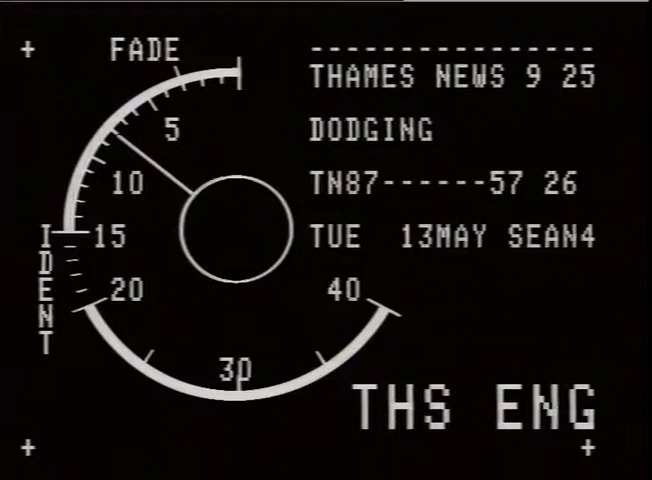 FADE
----------------
THAMES NEWS 9 25
DODGING
TN87------57 26
TUE 13MAY SEAN4
5
10
15
20
30
40
IDENT
THS ENG